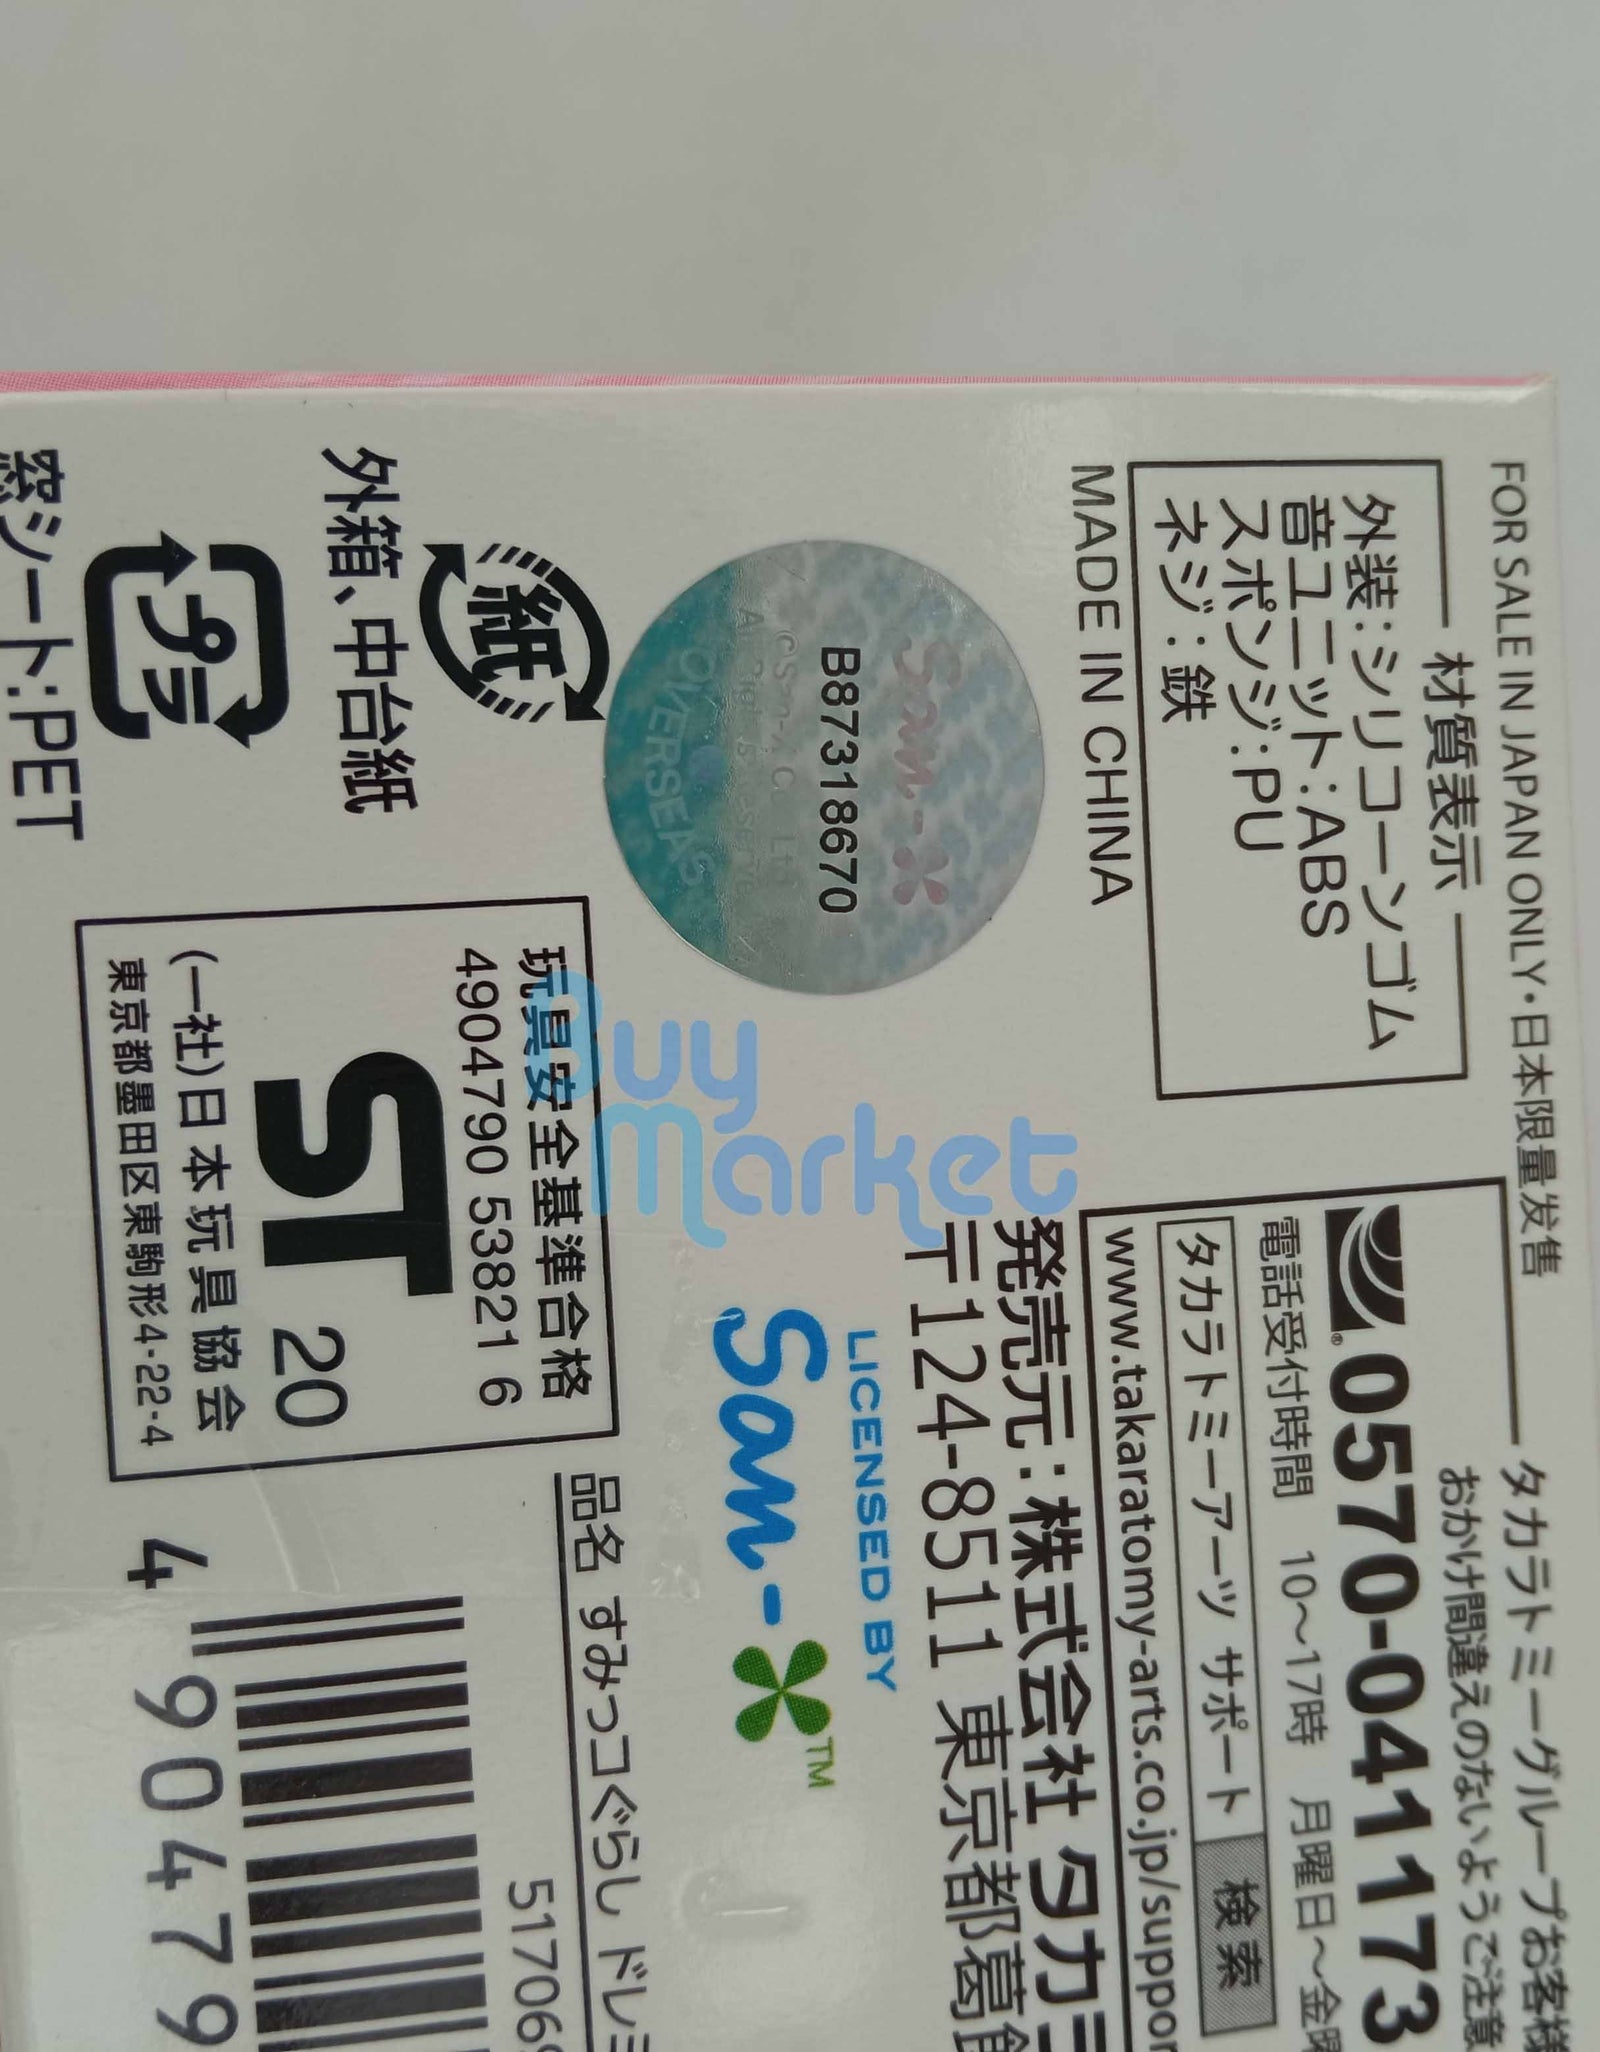 FOR SALE IN JAPAN ONLY・日本限量发售
材質表示
外装：シリコーンゴム
音ユニット：ABS
スポンジ：PU
ネジ：鉄
MADE IN CHINA
タカラトミーグループお客様
おかけ間違えのないようご注意
0570-041173
電話受付時間 10〜17時 月曜日〜金曜
タカラトミーアーツ サポート 検索
www.takaratomy-arts.co.jp/suppor
発売元：株式会社 タカラ
〒124-8511 東京都葛飾
San-X
B87318670
©San-X Co., Ltd.
OVERSEAS
LICENSED BY
San-X™
紙
外箱、中台紙
プラ
窓シート：PET
玩具安全基準合格
4904790 53821 6
ST 20
(一社)日本玩具協会
東京都墨田区東駒形4-22-4
品名 すみっコぐらし ドレミ
51706
4 90479
Buy
Market